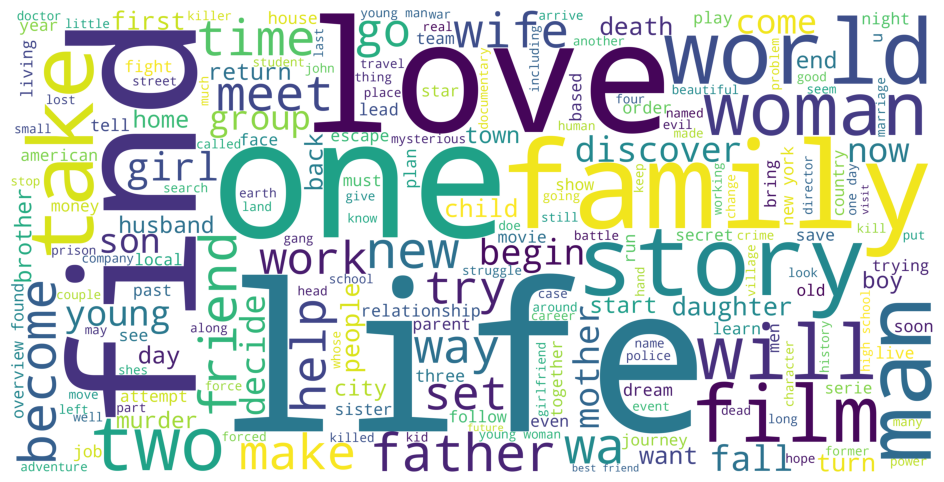 doctor
little
killer
young man
war
play
u
night
year
first
house
last
real
team
death
come
another
living
time
go
wife
arrive
world
find
love
take
fight
street
student
john
travel
thing
place
star
documentary
including
based
four
order
problem
end
good
beautiful
seem
lost
much
return
meet
lead
woman
named
evil
marriage
made
small
tell
home
group
called
face
escape
mysterious
town
human
american
girl
back
plan
discover
now
stop
search
one
family
must
show
keep
bring
new york
director
country
one day
visit
money
earth
land
give
know
child
going
working
change
kill
put
brother
husband
doe
still
son
gang
movie
battle
run
secret
crime
save
prison
company
local
friend
work
new
begin
story
village
look
old
trying
boy
overview found
become
couple
past
head
school
struggle
try
hand
case
around
start
daughter
young
may
see
along
decide
help
life
relationship
parent
career
learn
men
will
soon
day
whose
people
way
three
mother
name
police
history
high school
live
shes
force
city
set
girlfriend
together
dream
character
man
move
left
well
attempt
part
murder
sister
follow
even
event
dead
long
film
many
job
two
forced
killed
kid
future
young woman
wa
journey
former
adventure
make
father
best friend
want
fall
hope
turn
power
serie